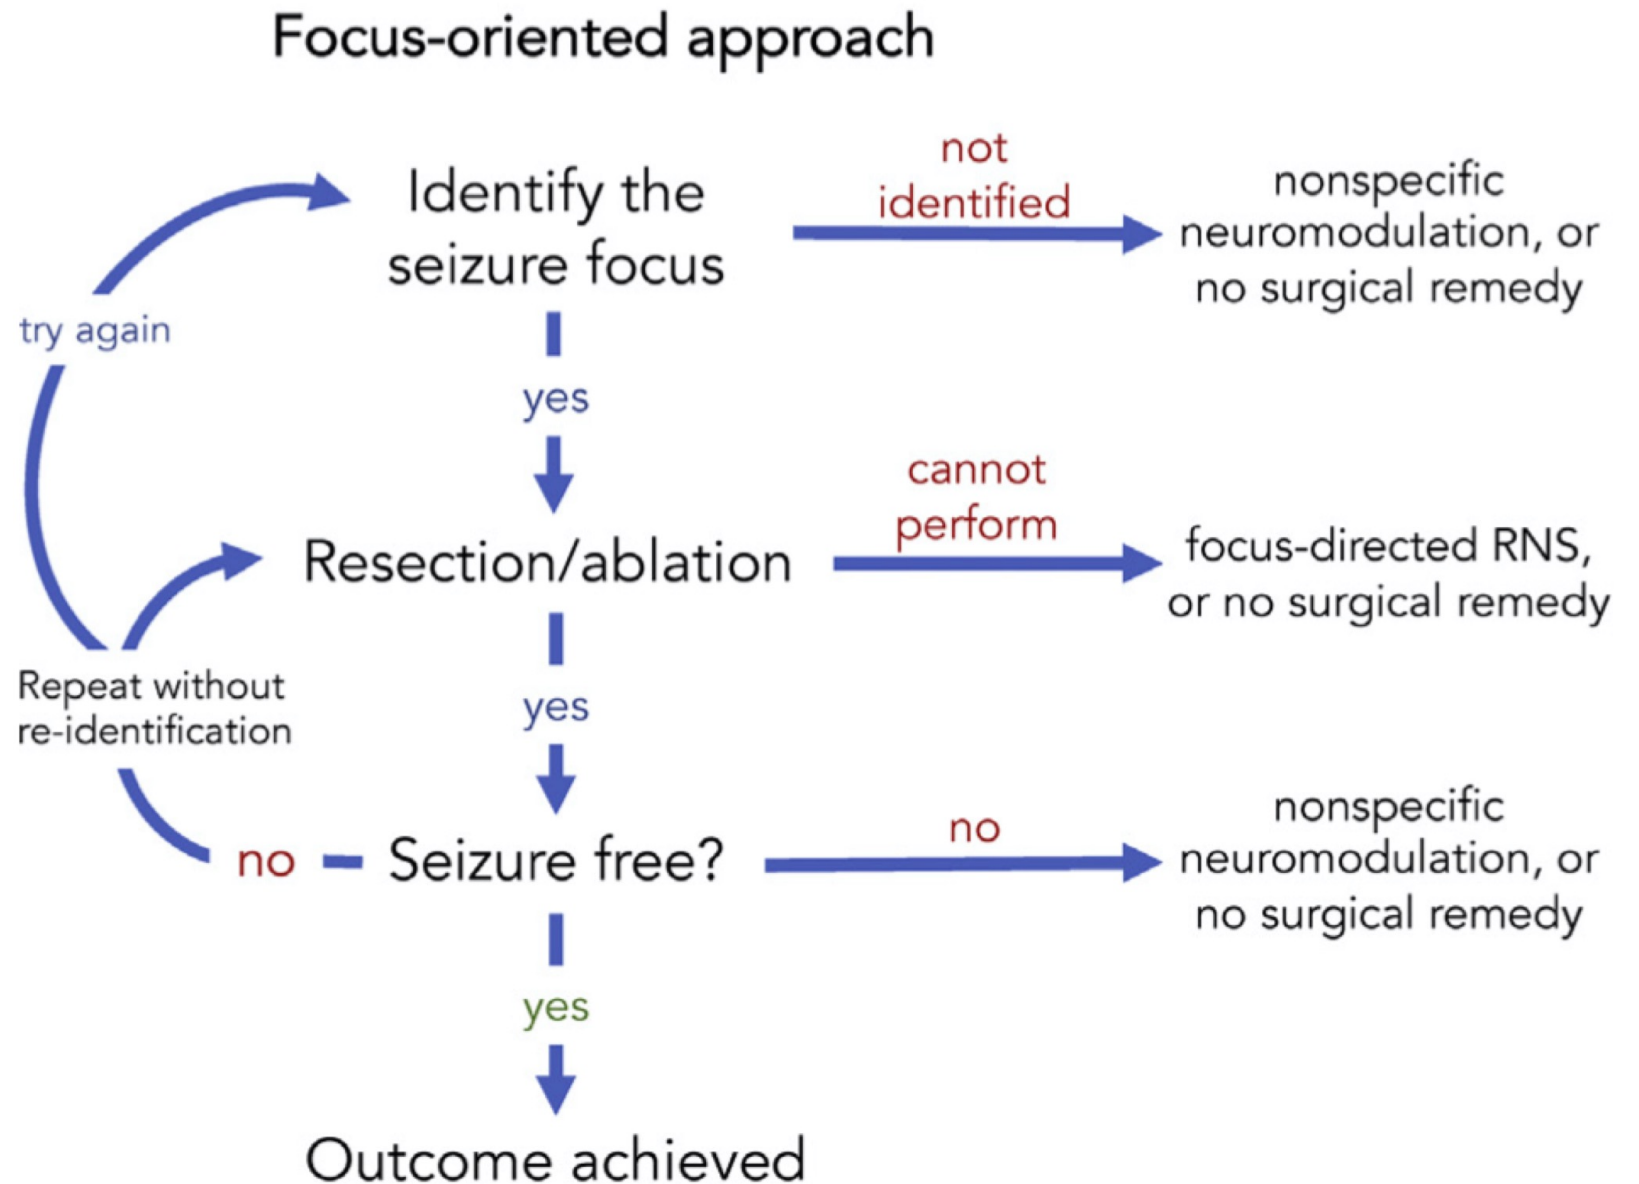 Focus-oriented approach
not
identified
Identify the
seizure focus
nonspecific
neuromodulation, or
no surgical remedy
try again
yes
cannot
perform
Resection/ablation
focus-directed RNS,
or no surgical remedy
Repeat without
re-identification
yes
no
Seizure free?
no
nonspecific
neuromodulation, or
no surgical remedy
yes
Outcome achieved